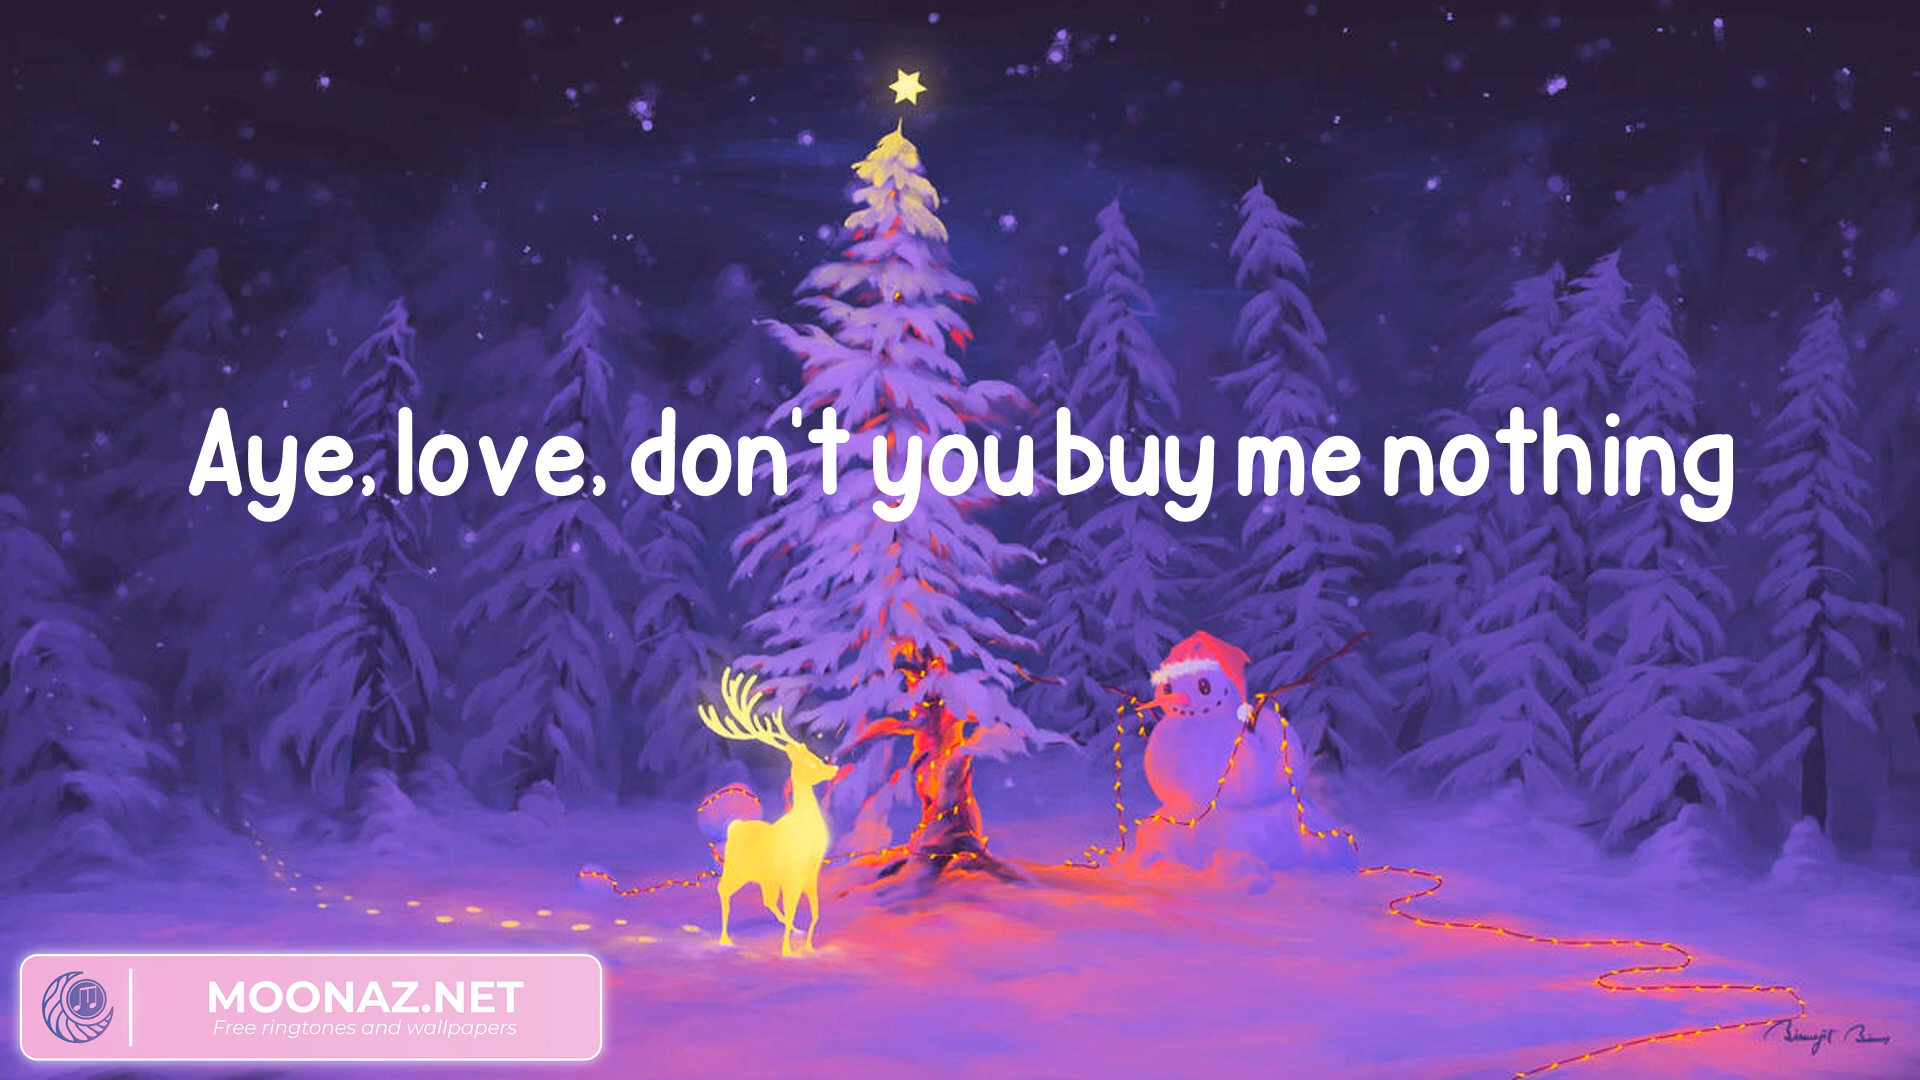 Aye, love, don't you buy me nothing
MOONAZ.NET
Free ringtones and wallpapers